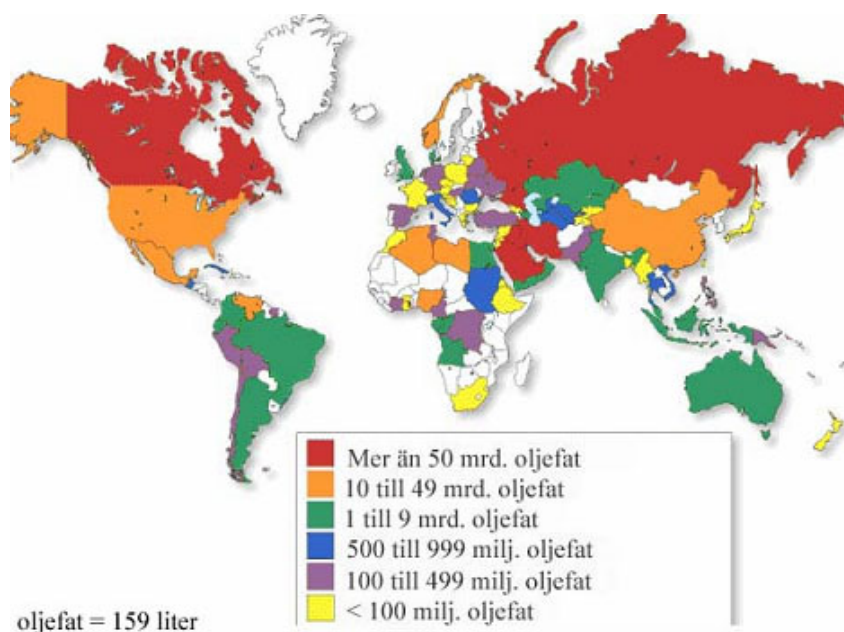 Mer än 50 mrd. oljefat
10 till 49 mrd. oljefat
1 till 9 mrd. oljefat
500 till 999 milj. oljefat
100 till 499 milj. oljefat
< 100 milj. oljefat
oljefat = 159 liter